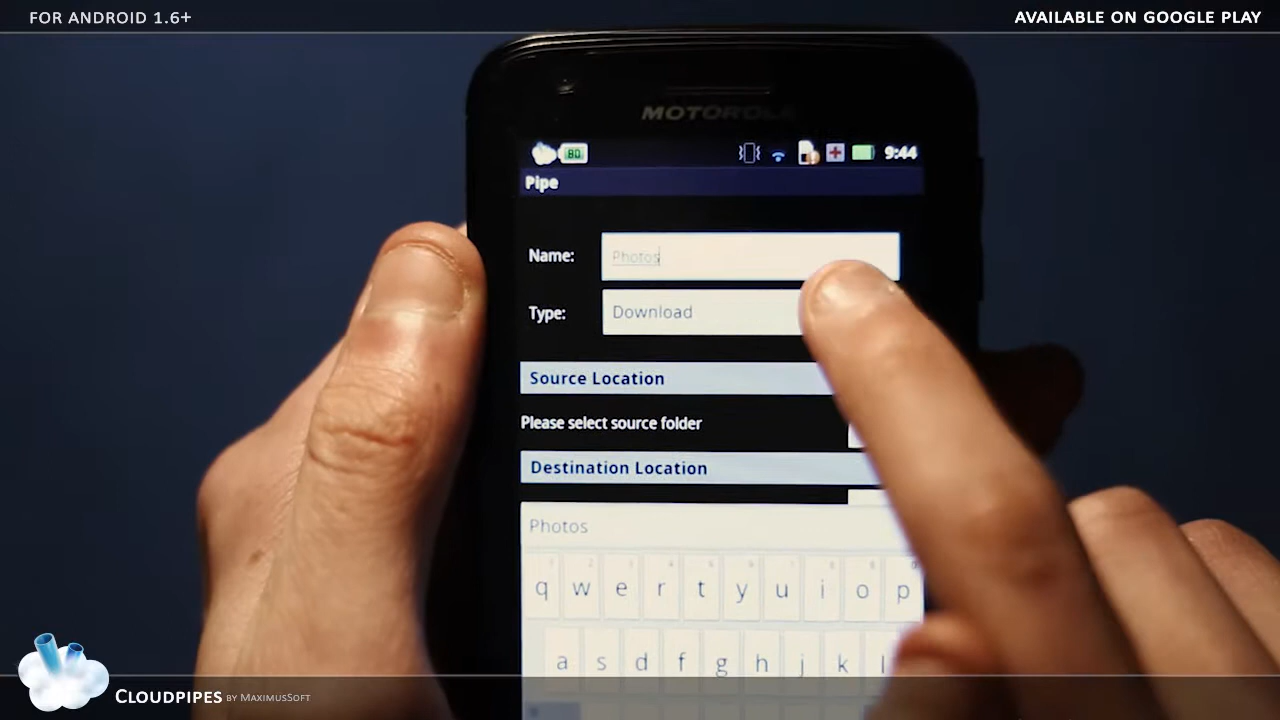 FOR ANDROID 1.6+
AVAILABLE ON GOOGLE PLAY
MOTOROLA
80
9:44
Pipe
Name: Photos
Type: Download
Source Location
Please select source folder
Destination Location
Photos
q w e r t y u i o p
a s d f g h j k l
CLOUDPIPES BY MAXIMUSSOFT